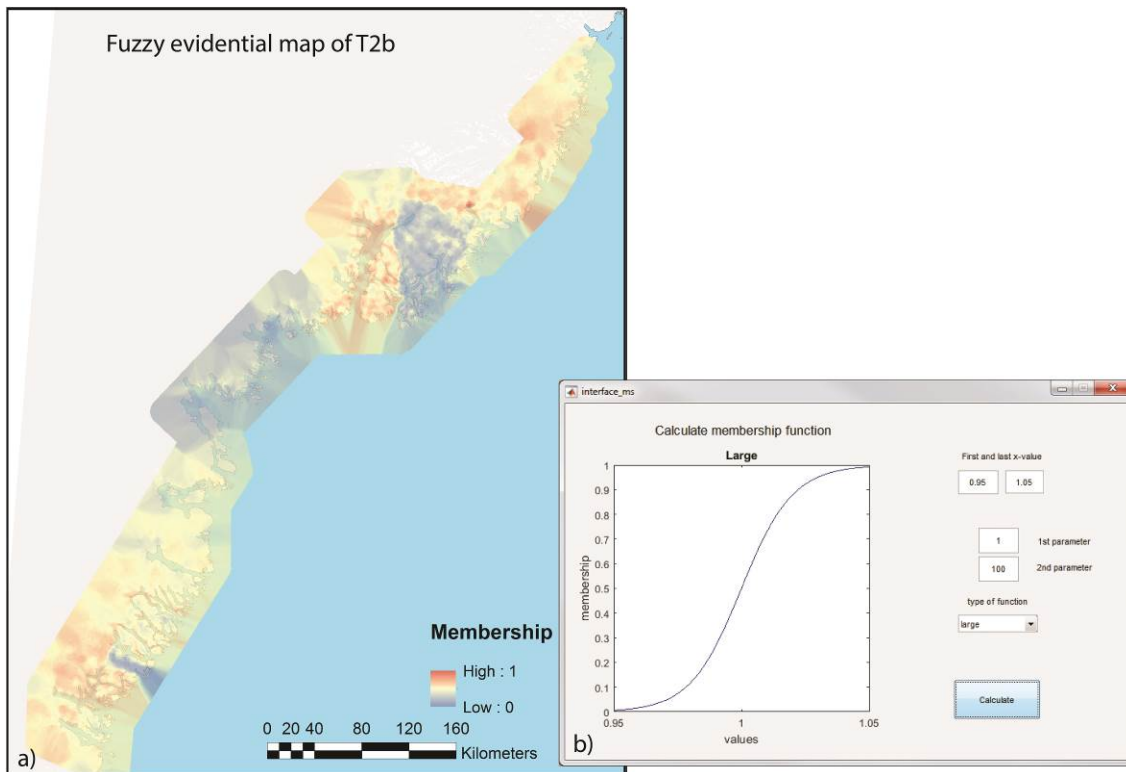 Fuzzy evidential map of T2b
Membership
High : 1
Low : 0
0 20 40 80 120 160
Kilometers
a)
interface_ms
Calculate membership function
Large
1
0.9
0.8
0.7
0.6
0.5
0.4
0.3
0.2
0.1
0
membership
0.95 1 1.05
values
First and last x-value
0.95 1.05
1 1st parameter
100 2nd parameter
type of function
large
Calculate
b)